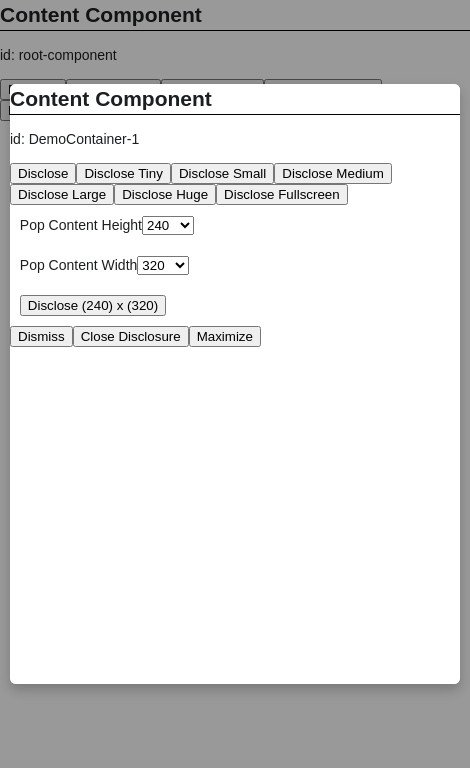 Content Component
id: root-component
Content Component
id: DemoContainer-1
Disclose Disclose Tiny Disclose Small Disclose Medium
Disclose Large Disclose Huge Disclose Fullscreen
Pop Content Height 240
Pop Content Width 320
Disclose (240) x (320)
Dismiss Close Disclosure Maximize